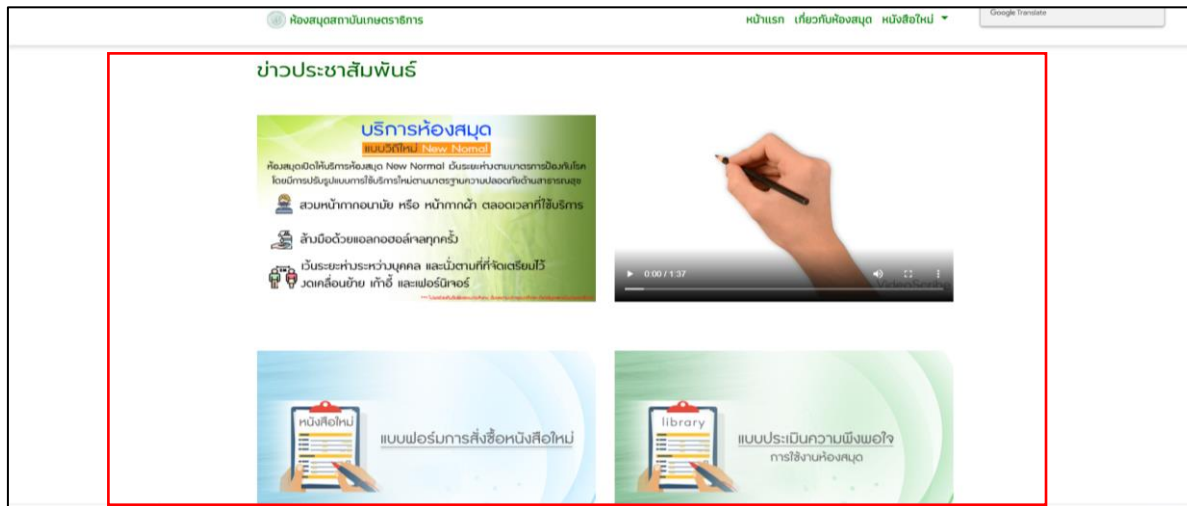 ห้องสมุดสถาบันเกษตราธิการ
หน้าแรก เกี่ยวกับห้องสมุด หนังสือใหม่
Google Translate
ข่าวประชาสัมพันธ์
บริการห้องสมุด
แบบวิถีใหม่ New Nomal
ห้องสมุดเปิดให้บริการห้องสมุด New Normal เว้นระยะห่างตามมาตรการป้องกันโรค
โดยมีการปรับรูปแบบการใช้บริการใหม่ตามมาตรฐานความปลอดภัยด้านสาธารณสุข
สวมหน้ากากอนามัย หรือ หน้ากากผ้า ตลอดเวลาที่ใช้บริการ
ล้างมือด้วยแอลกอฮอล์เจลทุกครั้ง
เว้นระยะห่างระหว่างบุคคล และนั่งตามที่ที่จัดเตรียมไว้
งดเคลื่อนย้าย เก้าอี้ และเฟอร์นิเจอร์
0:00 / 1:37
VideoScribe
หนังสือใหม่
แบบฟอร์มการสั่งซื้อหนังสือใหม่
library
แบบประเมินความพึงพอใจ
การใช้งานห้องสมุด